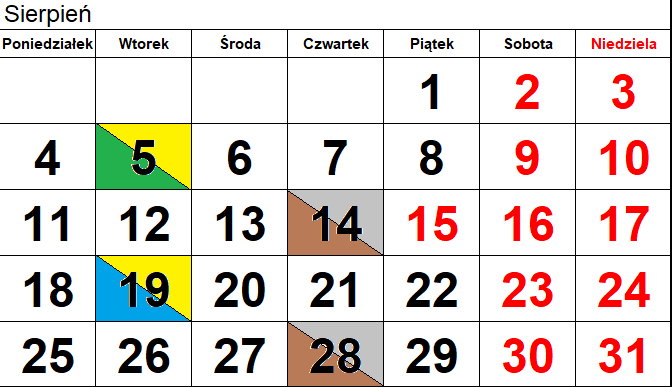 Sierpień
Poniedziałek Wtorek Środa Czwartek Piątek Sobota Niedziela
1 2 3
4 5 6 7 8 9 10
11 12 13 14 15 16 17
18 19 20 21 22 23 24
25 26 27 28 29 30 31